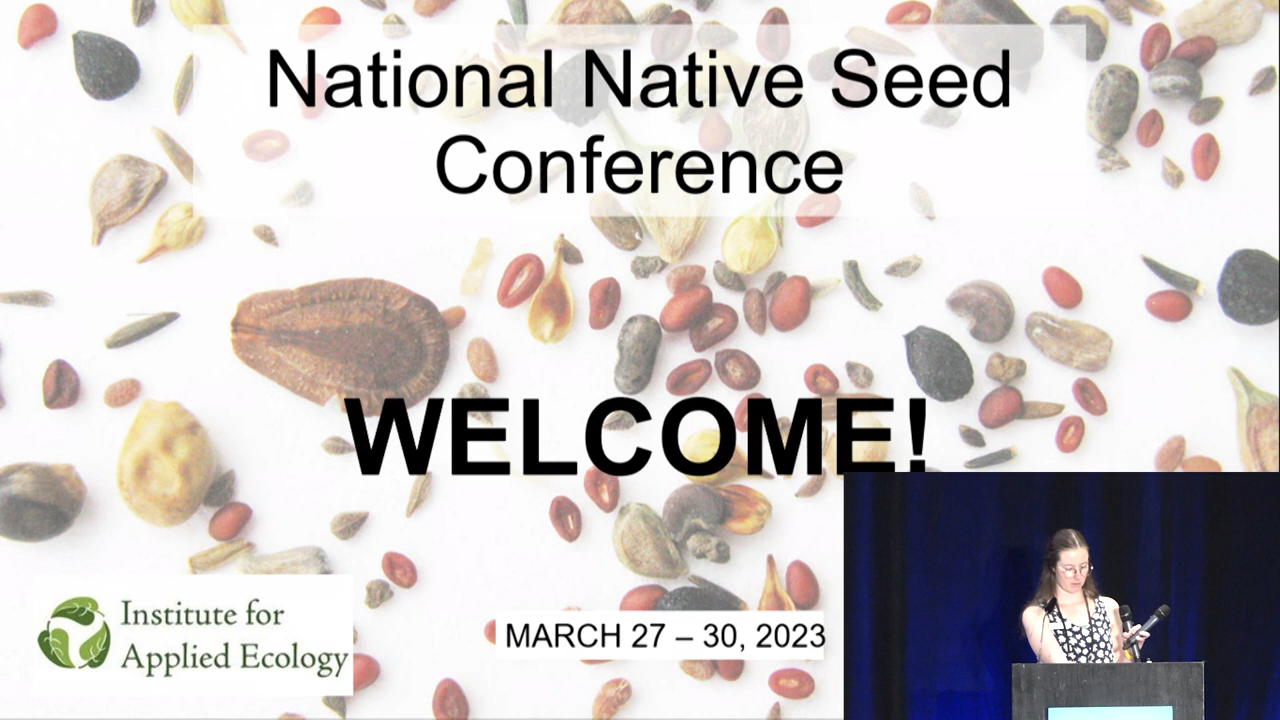 National Native Seed
Conference
WELCOME!
Institute for
Applied Ecology
MARCH 27 – 30, 2023